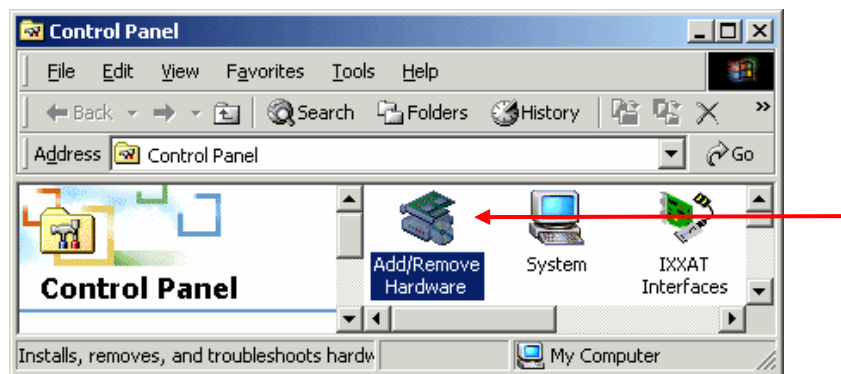 Control Panel
File Edit View Favorites Tools Help
Back Search Folders History »
Address Control Panel Go
Control Panel
Add/Remove Hardware
System
IXXAT Interfaces
Installs, removes, and troubleshoots hardw
My Computer